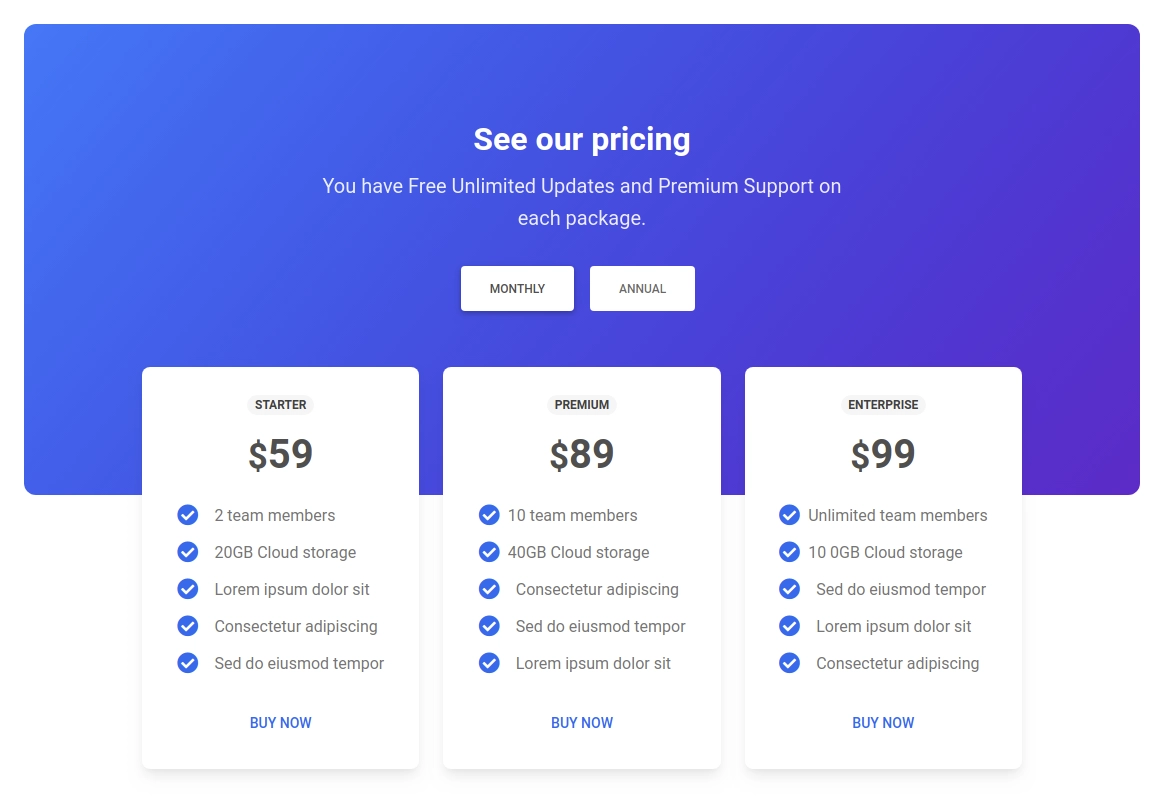 See our pricing
You have Free Unlimited Updates and Premium Support on
each package.
MONTHLY
ANNUAL
STARTER
$59
2 team members
20GB Cloud storage
Lorem ipsum dolor sit
Consectetur adipiscing
Sed do eiusmod tempor
BUY NOW
PREMIUM
$89
10 team members
40GB Cloud storage
Consectetur adipiscing
Sed do eiusmod tempor
Lorem ipsum dolor sit
BUY NOW
ENTERPRISE
$99
Unlimited team members
10 0GB Cloud storage
Sed do eiusmod tempor
Lorem ipsum dolor sit
Consectetur adipiscing
BUY NOW